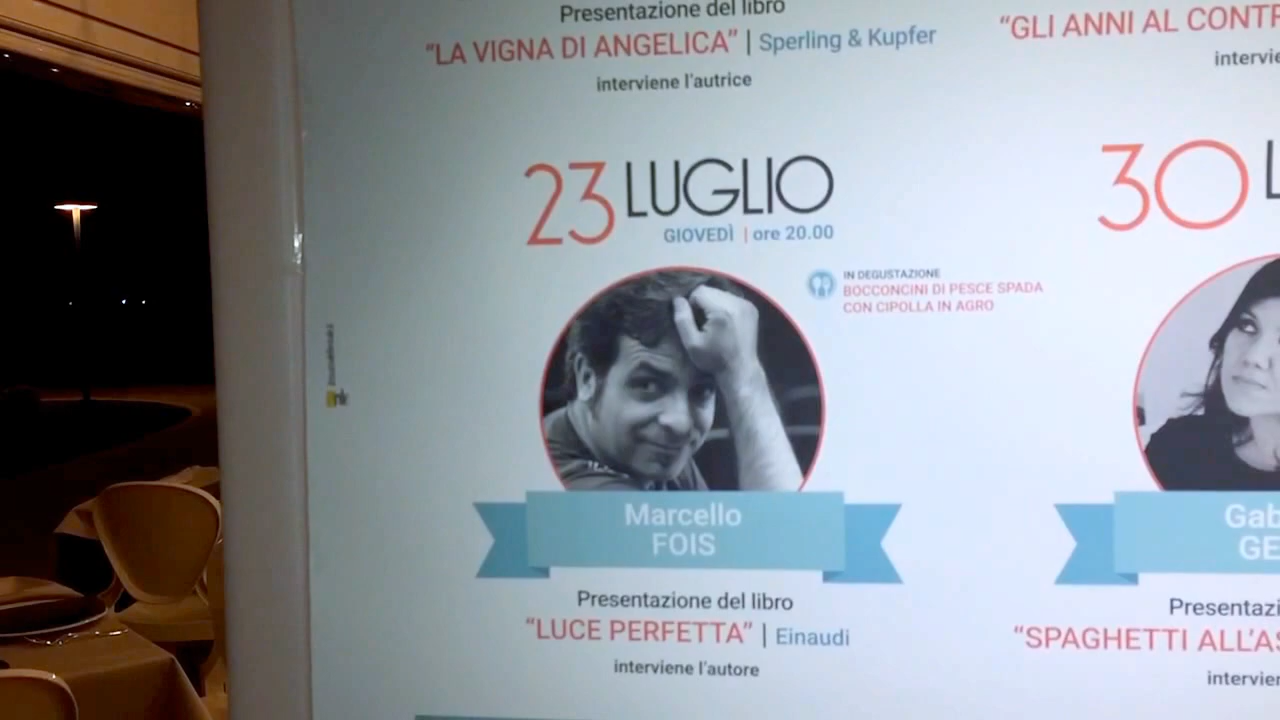 Presentazione del libro
“LA VIGNA DI ANGELICA” | Sperling & Kupfer
interviene l'autrice
“GLI ANNI AL CONTR
intervie
23 LUGLIO
GIOVEDÌ | ore 20.00
IN DEGUSTAZIONE
BOCCONCINI DI PESCE SPADA
CON CIPOLLA IN AGRO
Marcello
FOIS
Presentazione del libro
“LUCE PERFETTA” | Einaudi
interviene l'autore
30 L
Gab
GE
Presentazi
“SPAGHETTI ALL'AS
intervien